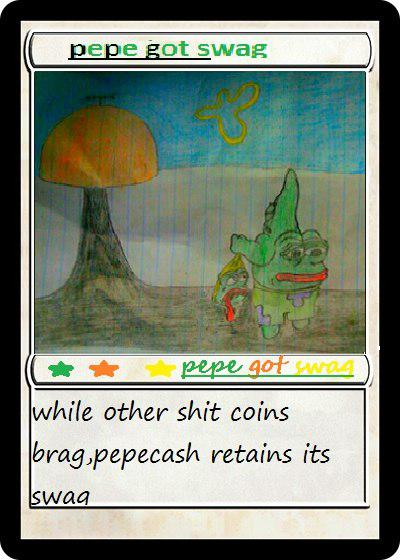 pepe got swag
pepe got swag
while other shit coins
brag,pepecash retains its
swag